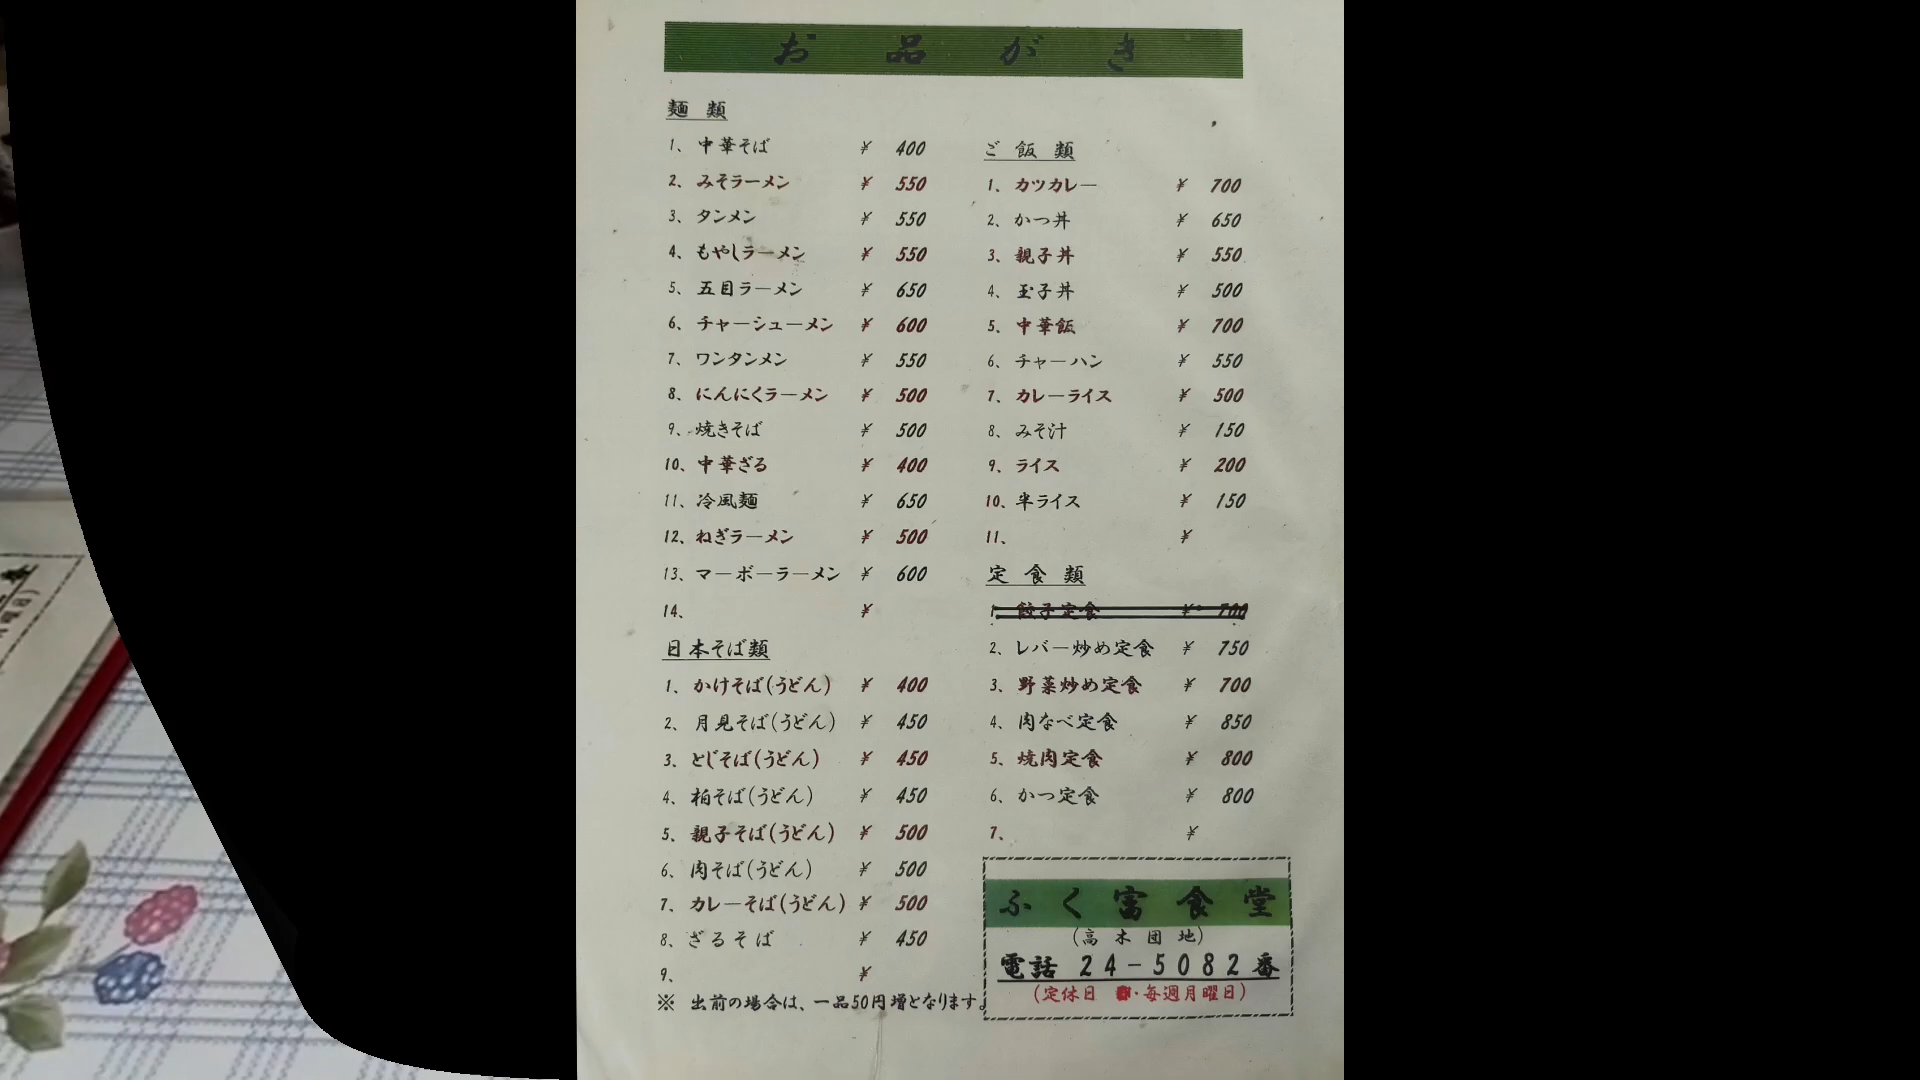 お品がき
麺類
1、中華そば ¥ 400
2、みそラーメン ¥ 550
3、タンメン ¥ 550
4、もやしラーメン ¥ 550
5、五目ラーメン ¥ 650
6、チャーシューメン ¥ 600
7、ワンタンメン ¥ 550
8、にんにくラーメン ¥ 500
9、焼きそば ¥ 500
10、中華ざる ¥ 400
11、冷風麺 ¥ 650
12、ねぎラーメン ¥ 500
13、マーボーラーメン ¥ 600
14、 ¥
日本そば類
1、かけそば(うどん) ¥ 400
2、月見そば(うどん) ¥ 450
3、とじそば(うどん) ¥ 450
4、柏そば(うどん) ¥ 450
5、親子そば(うどん) ¥ 500
6、肉そば(うどん) ¥ 500
7、カレーそば(うどん) ¥ 500
8、ざるそば ¥ 450
9、 ¥
※ 出前の場合は、一品50円増となります。
ご飯類
1、カツカレー ¥ 700
2、かつ丼 ¥ 650
3、親子丼 ¥ 550
4、玉子丼 ¥ 500
5、中華飯 ¥ 700
6、チャーハン ¥ 550
7、カレーライス ¥ 500
8、みそ汁 ¥ 150
9、ライス ¥ 200
10、半ライス ¥ 150
11、 ¥
定食類
1、餃子定食 ¥ 700
2、レバー炒め定食 ¥ 750
3、野菜炒め定食 ¥ 700
4、肉なべ定食 ¥ 850
5、焼肉定食 ¥ 800
6、かつ定食 ¥ 800
7、 ¥
ふく富食堂
(高木団地)
電話 24-5082番
(定休日 ・毎週月曜日)